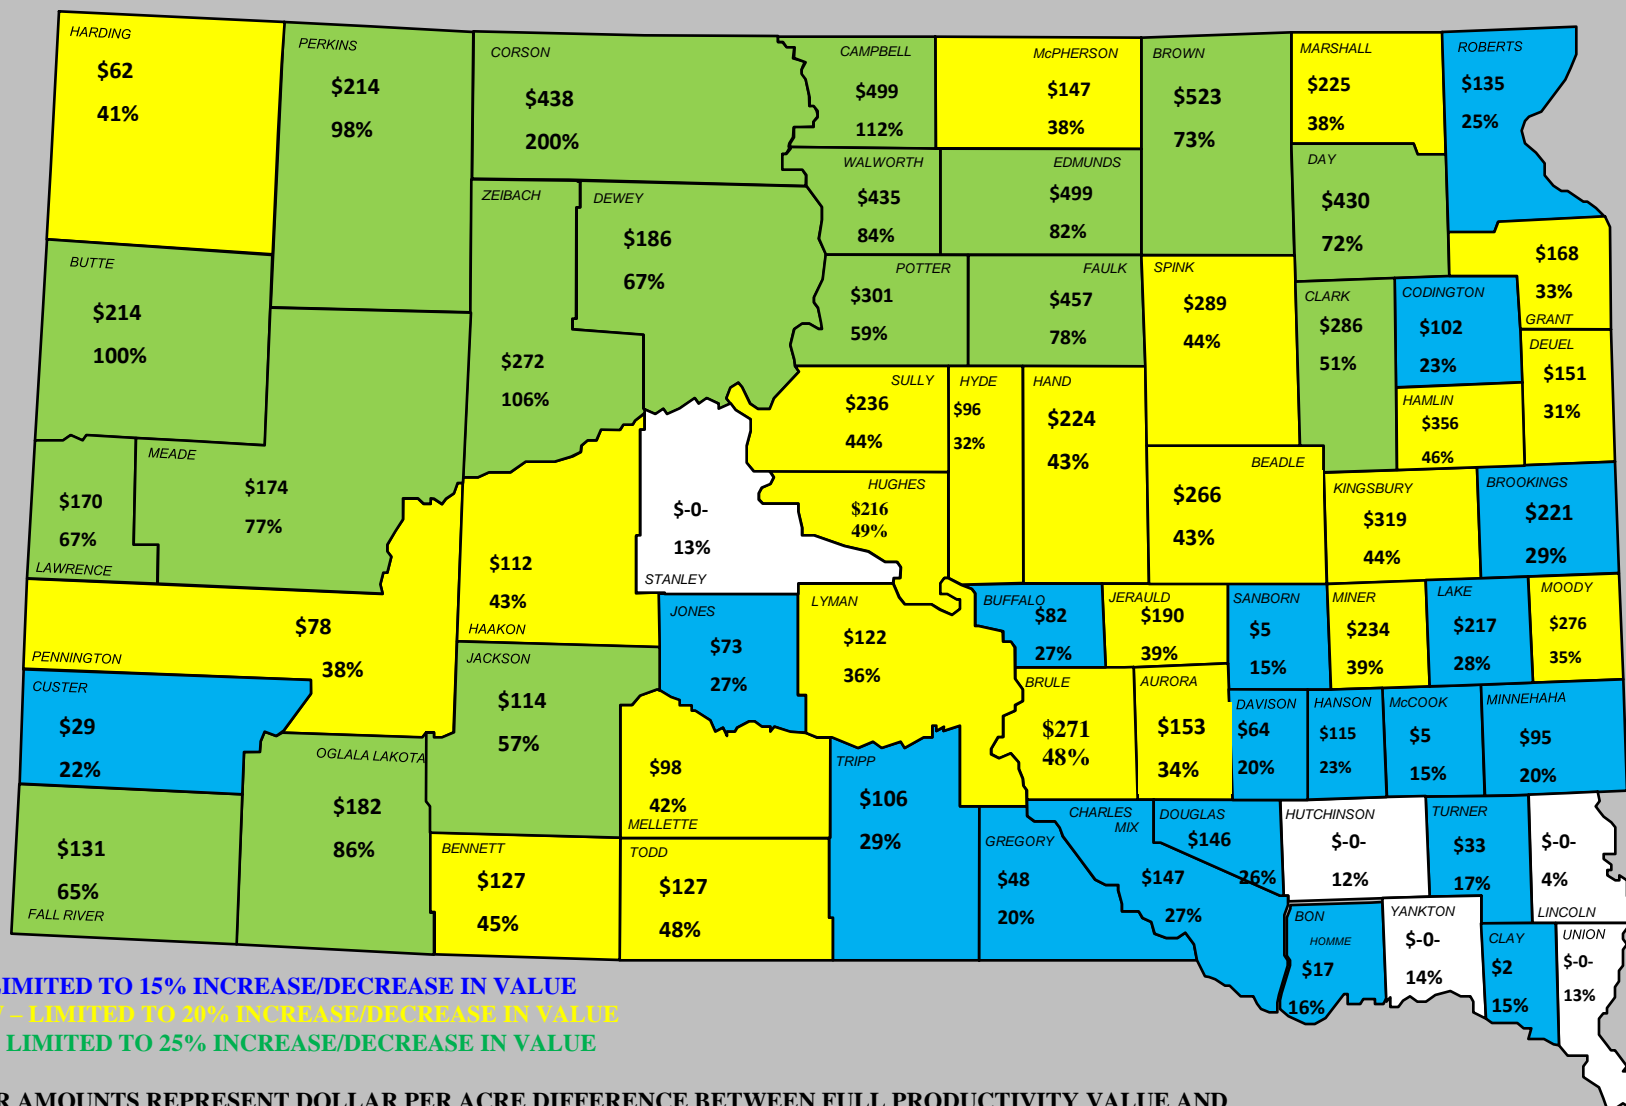 HARDING
$62
41%
PERKINS
$214
98%
CORSON
$438
200%
CAMPBELL
$499
112%
McPHERSON
$147
38%
BROWN
$523
73%
MARSHALL
$225
38%
ROBERTS
$135
25%
WALWORTH
$435
84%
EDMUNDS
$499
82%
DAY
$430
72%
ZEIBACH
$272
106%
DEWEY
$186
67%
BUTTE
$214
100%
POTTER
$301
59%
FAULK
$457
78%
SPINK
$289
44%
CLARK
$286
51%
CODINGTON
$102
23%
$168
33%
GRANT
DEUEL
$151
31%
HAMLIN
$356
46%
SULLY
$236
44%
HYDE
$96
32%
HAND
$224
43%
MEADE
$174
77%
$170
67%
LAWRENCE
$112
43%
HAAKON
$-0-
13%
STANLEY
HUGHES
$216
49%
BEADLE
$266
43%
KINGSBURY
$319
44%
BROOKINGS
$221
29%
$78
38%
PENNINGTON
JONES
$73
27%
LYMAN
$122
36%
BUFFALO
$82
27%
JERAULD
$190
39%
SANBORN
$5
15%
MINER
$234
39%
LAKE
$217
28%
MOODY
$276
35%
CUSTER
$29
22%
JACKSON
$114
57%
BRULE
$271
48%
AURORA
$153
34%
DAVISON
$64
20%
HANSON
$115
23%
McCOOK
$5
15%
MINNEHAHA
$95
20%
OGLALA LAKOTA
$182
86%
$98
42%
MELLETTE
TRIPP
$106
29%
$131
65%
FALL RIVER
BENNETT
$127
45%
TODD
$127
48%
GREGORY
$48
20%
CHARLES
MIX
$147
27%
DOUGLAS
$146
26%
HUTCHINSON
$-0-
12%
TURNER
$33
17%
$-0-
4%
LINCOLN
BON
HOMME
$17
16%
YANKTON
$-0-
14%
CLAY
$2
15%
UNION
$-0-
13%
LIMITED TO 15% INCREASE/DECREASE IN VALUE
– LIMITED TO 20% INCREASE/DECREASE IN VALUE
LIMITED TO 25% INCREASE/DECREASE IN VALUE
AMOUNTS REPRESENT DOLLAR PER ACRE DIFFERENCE BETWEEN FULL PRODUCTIVITY VALUE AND